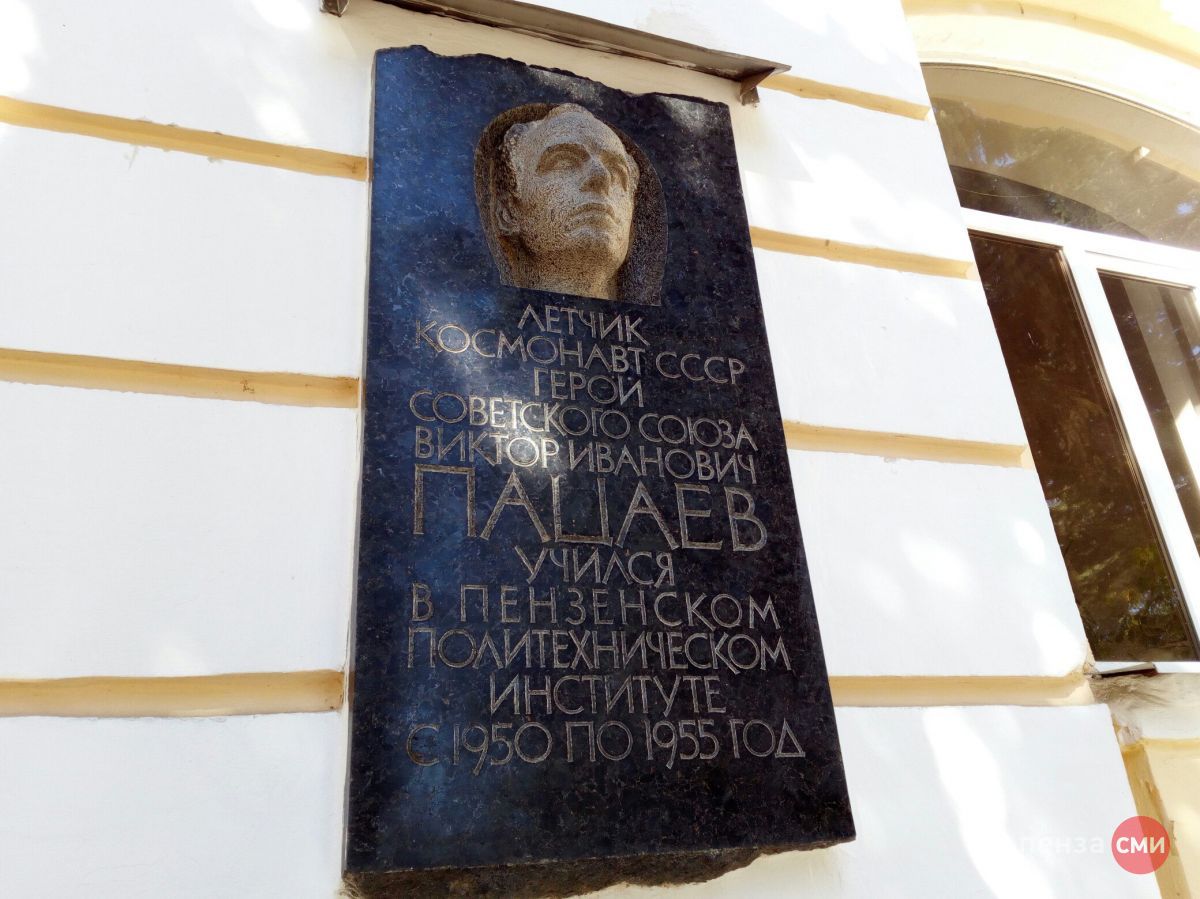 ЛЕТЧИК
КОСМОНАВТ СССР
ГЕРОЙ
СОВЕТСКОГО СОЮЗА
ВИКТОР ИВАНОВИЧ
ПАЦАЕВ
УЧИЛСЯ
В ПЕНЗЕНСКОМ
ПОЛИТЕХНИЧЕСКОМ
ИНСТИТУТЕ
С 1950 ПО 1955 ГОД
пенза сми